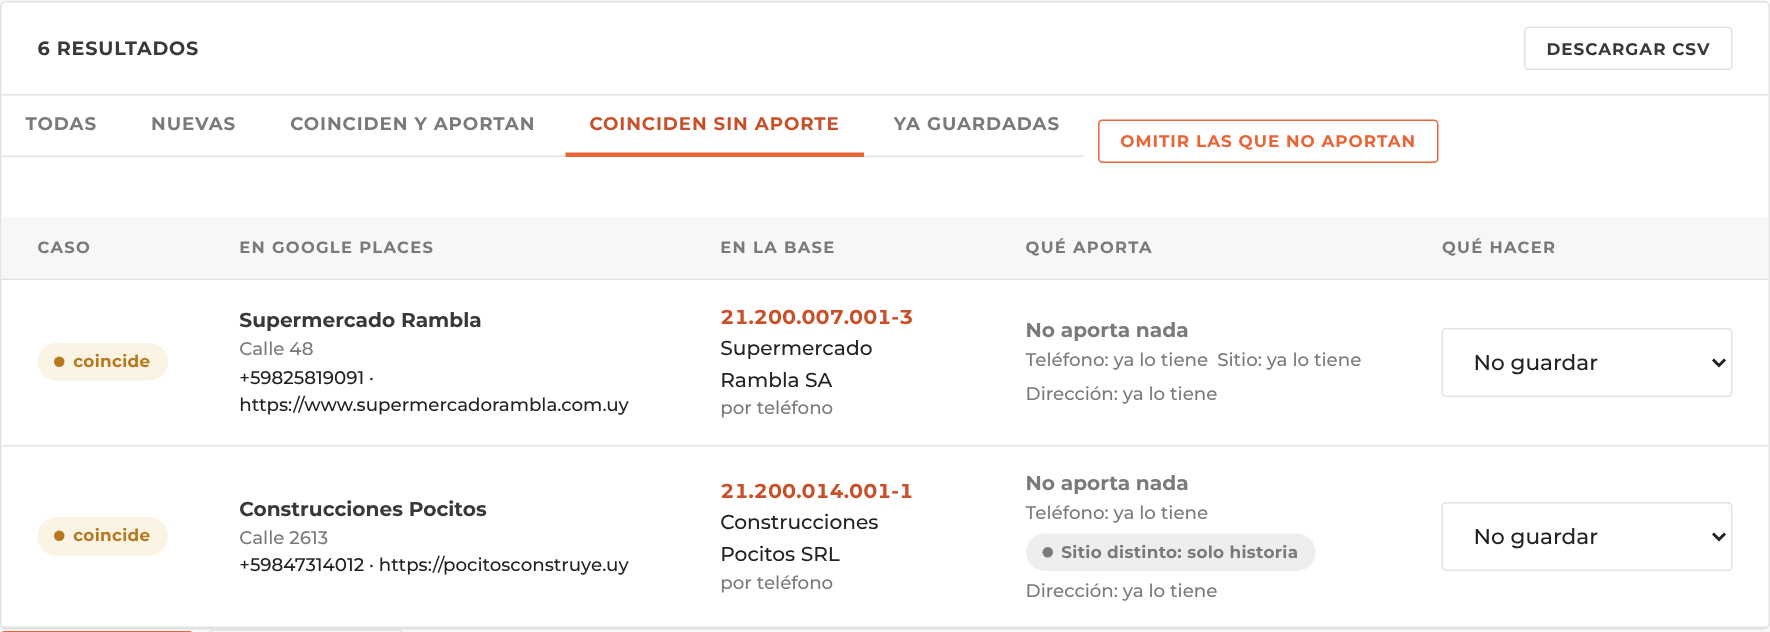 6 RESULTADOS
DESCARGAR CSV
TODAS
NUEVAS
COINCIDEN Y APORTAN
COINCIDEN SIN APORTE
YA GUARDADAS
OMITIR LAS QUE NO APORTAN
CASO
EN GOOGLE PLACES
EN LA BASE
QUÉ APORTA
QUÉ HACER
coincide
Supermercado Rambla
Calle 48
+59825819091 ·
https://www.supermercadorambla.com.uy
21.200.007.001-3
Supermercado
Rambla SA
por teléfono
No aporta nada
Teléfono: ya lo tiene Sitio: ya lo tiene
Dirección: ya lo tiene
No guardar
coincide
Construcciones Pocitos
Calle 2613
+59847314012 · https://pocitosconstruye.uy
21.200.014.001-1
Construcciones
Pocitos SRL
por teléfono
No aporta nada
Teléfono: ya lo tiene
Sitio distinto: solo historia
Dirección: ya lo tiene
No guardar